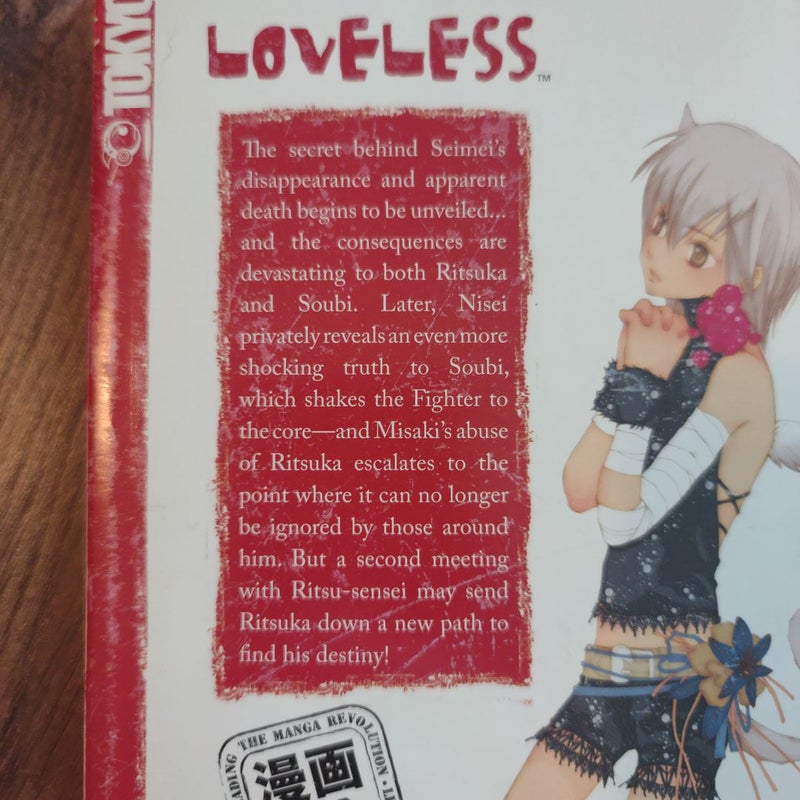 TOKYO
LOVELESS™
The secret behind Seimei's
disappearance and apparent
death begins to be unveiled...
and the consequences are
devastating to both Ritsuka
and Soubi. Later, Nisei
privately reveals an even more
shocking truth to Soubi,
which shakes the Fighter to
the core—and Misaki's abuse
of Ritsuka escalates to the
point where it can no longer
be ignored by those around
him. But a second meeting
with Ritsu-sensei may send
Ritsuka down a new path to
find his destiny!
THE MANGA REVOLUTION
漫画